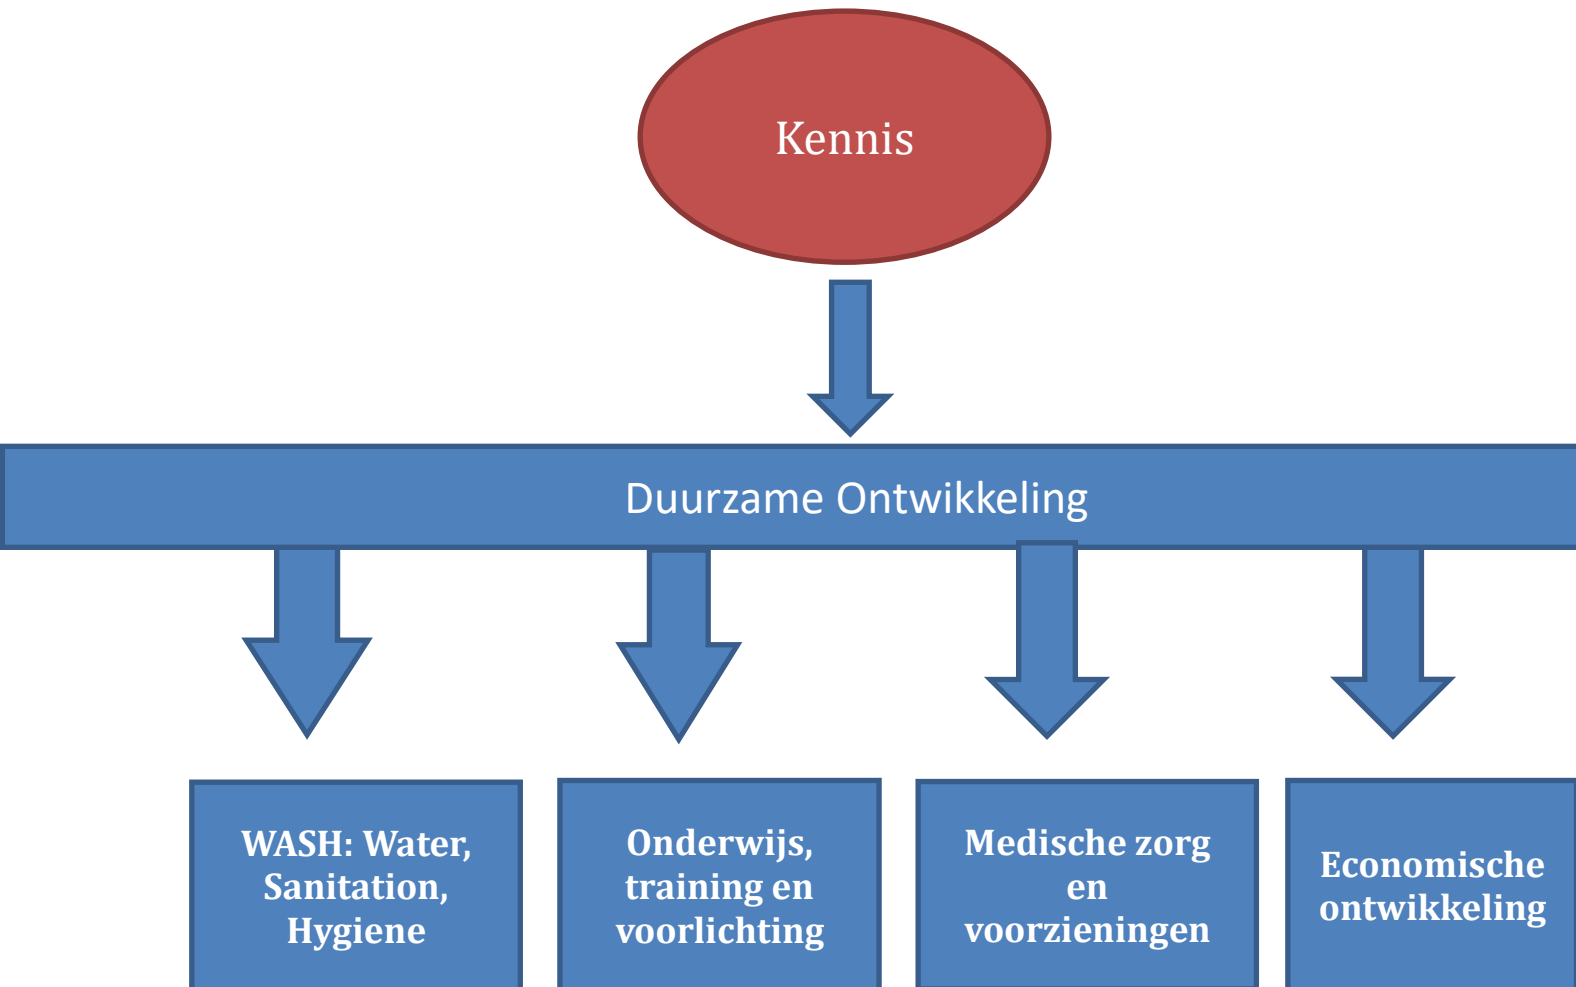 Kennis
Duurzame Ontwikkeling
WASH: Water,
Sanitation,
Hygiene
Onderwijs,
training en
voorlichting
Medische zorg
en
voorzieningen
Economische
ontwikkeling